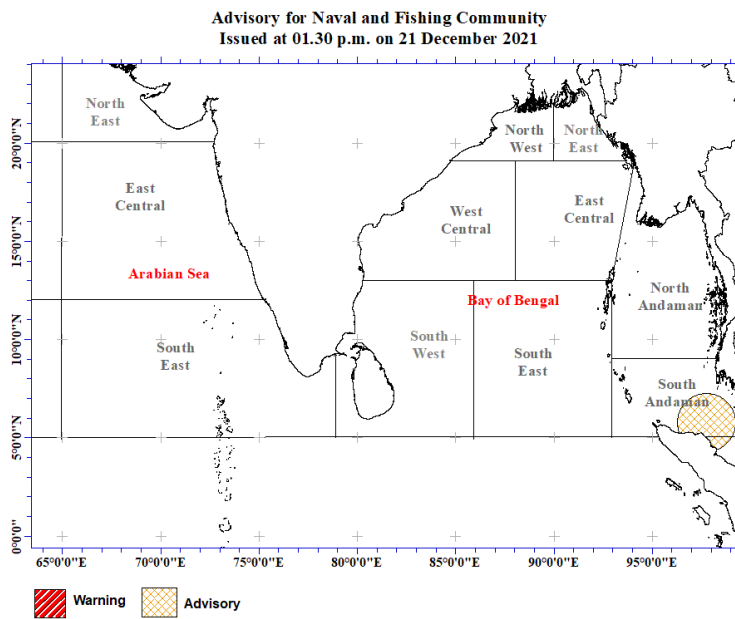 Advisory for Naval and Fishing Community
Issued at 01.30 p.m. on 21 December 2021
North
East
North
West
North
East
East
Central
West
Central
East
Central
Arabian Sea
Bay of Bengal
North
Andaman
South
East
South
West
South
East
South
Andaman
20°0'0"N
15°0'0"N
10°0'0"N
5°0'0"N
0°0'0"
65°0'0"E
70°0'0"E
75°0'0"E
80°0'0"E
85°0'0"E
90°0'0"E
95°0'0"E
Warning
Advisory